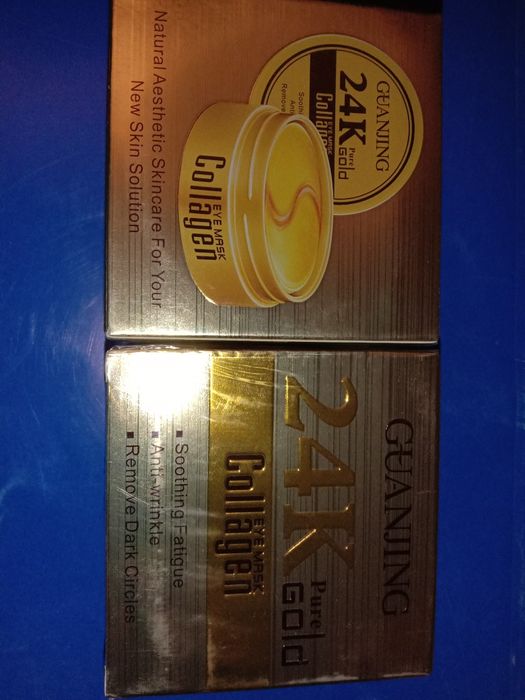 GUANJING
24K Pure
Gold
EYE MASK
Collagen
Soothi
Anti
Remove
EYE MASK
Collagen
Natural Aesthetic Skincare For Your
New Skin Solution
GUANJING
24K Pure
Gold
EYE MASK
Collagen
▪ Soothing Fatigue
▪ Anti-wrinkle
▪ Remove Dark Circles